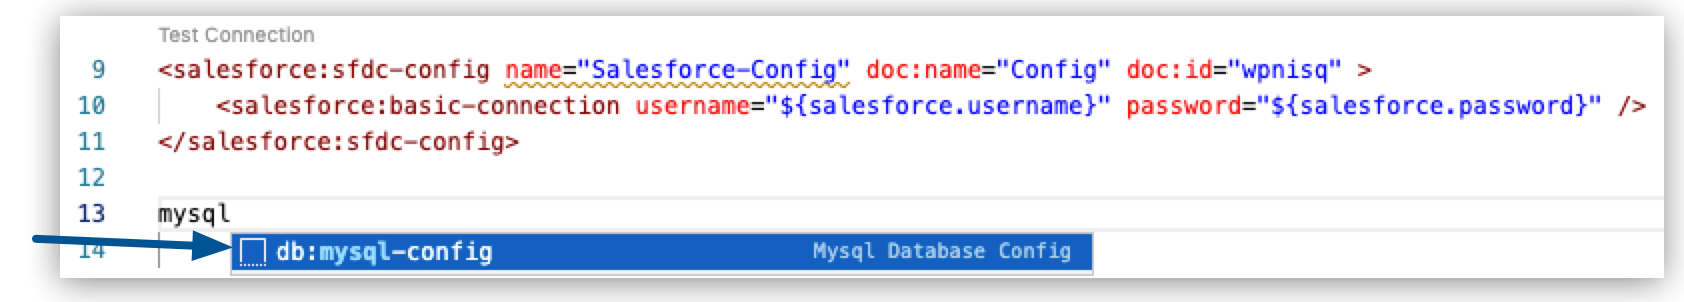 Test Connection
9 <salesforce:sfdc-config name="Salesforce-Config" doc:name="Config" doc:id="wpnisq" >
10 <salesforce:basic-connection username="${salesforce.username}" password="${salesforce.password}" />
11 </salesforce:sfdc-config>
12
13 mysql
14 db:mysql-config Mysql Database Config